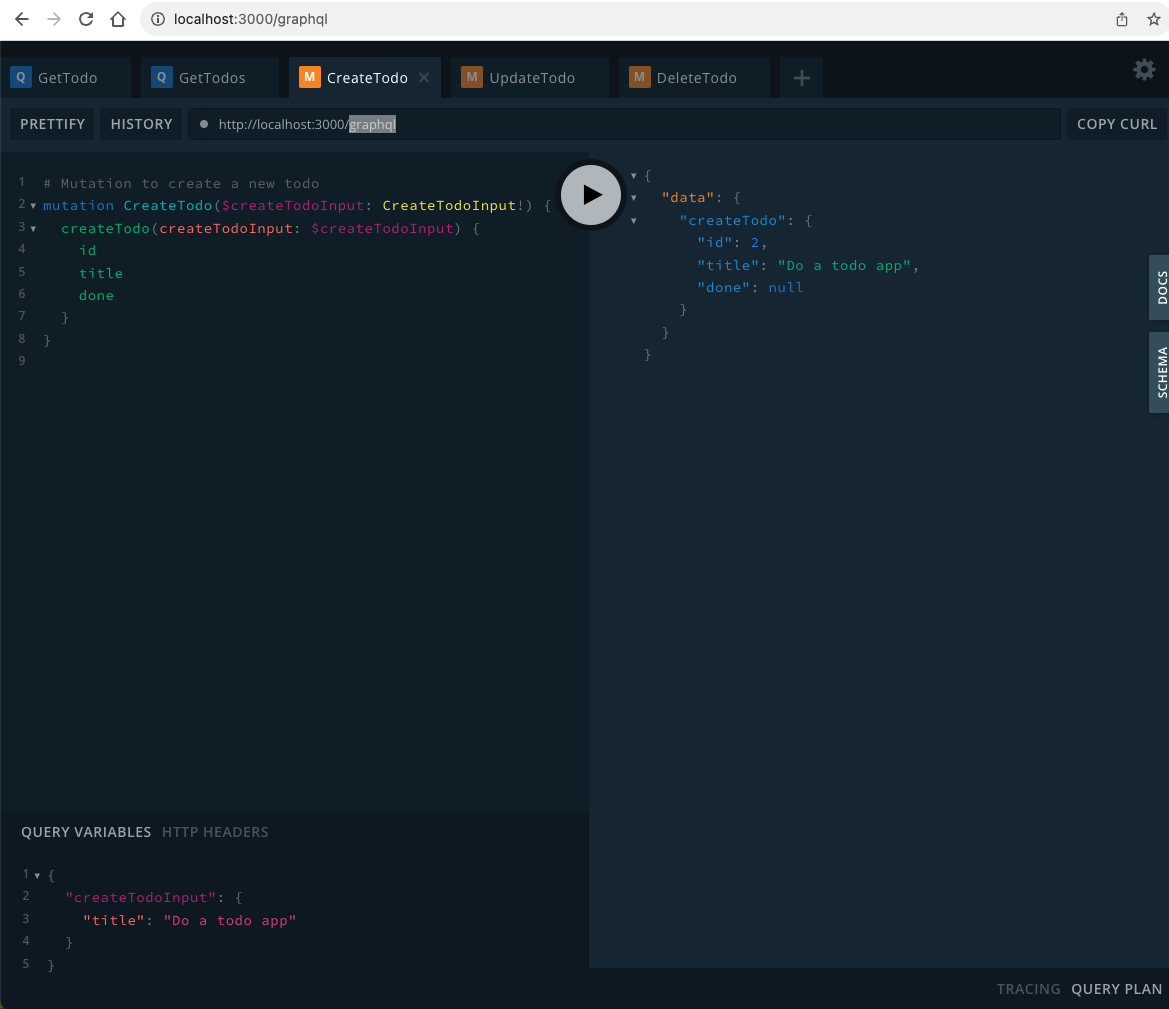 localhost:3000/graphql
Q GetTodo Q GetTodos M CreateTodo M UpdateTodo M DeleteTodo
PRETTIFY HISTORY http://localhost:3000/graphql COPY CURL
1 # Mutation to create a new todo
2 mutation CreateTodo($createTodoInput: CreateTodoInput!) {
3 createTodo(createTodoInput: $createTodoInput) {
4 id
5 title
6 done
7 }
8 }
9
{
"data": {
"createTodo": {
"id": 2,
"title": "Do a todo app",
"done": null
}
}
}
DOCS
SCHEMA
QUERY VARIABLES HTTP HEADERS
1 {
2 "createTodoInput": {
3 "title": "Do a todo app"
4 }
5 }
TRACING QUERY PLAN